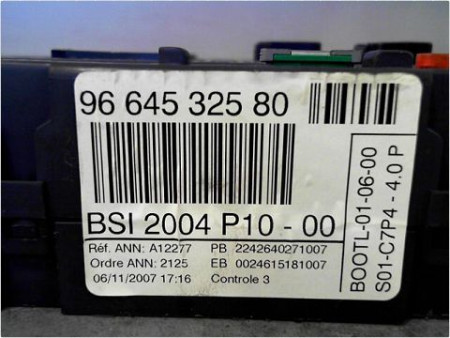 96 645 325 80
BSI 2004 P10 - 00
Réf. ANN: A12277 PB 2242640271007
Ordre ANN: 2125 EB 0024615181007
06/11/2007 17:16 Controle 3
BOOTL-01-06-00
S01-C7P4 - 4.0 P